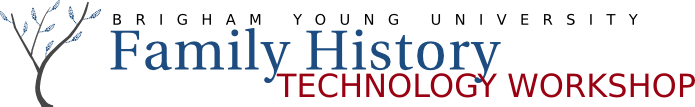 BRIGHAM YOUNG UNIVERSITY
Family History
TECHNOLOGY WORKSHOP